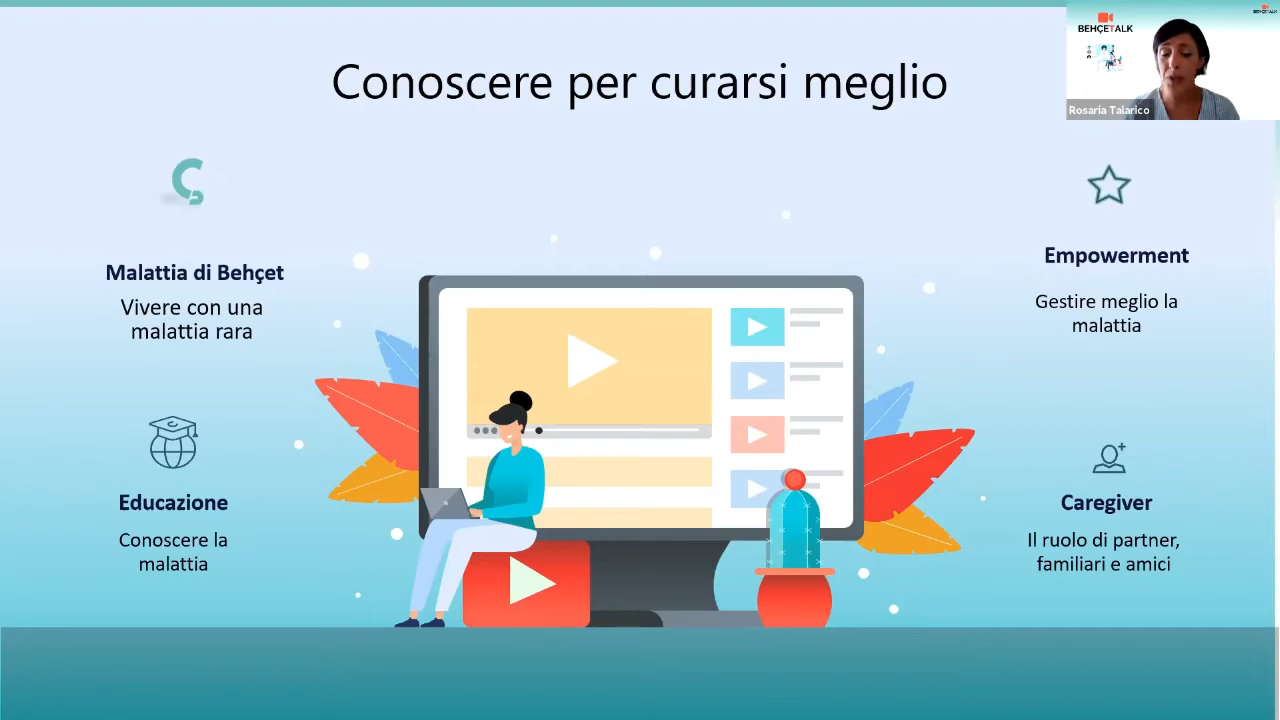 Conoscere per curarsi meglio
BEHÇETALK
BEHÇETALK
Rosaria Talarico
Malattia di Behçet
Vivere con una
malattia rara
Empowerment
Gestire meglio la
malattia
Educazione
Conoscere la
malattia
Caregiver
Il ruolo di partner,
familiari e amici